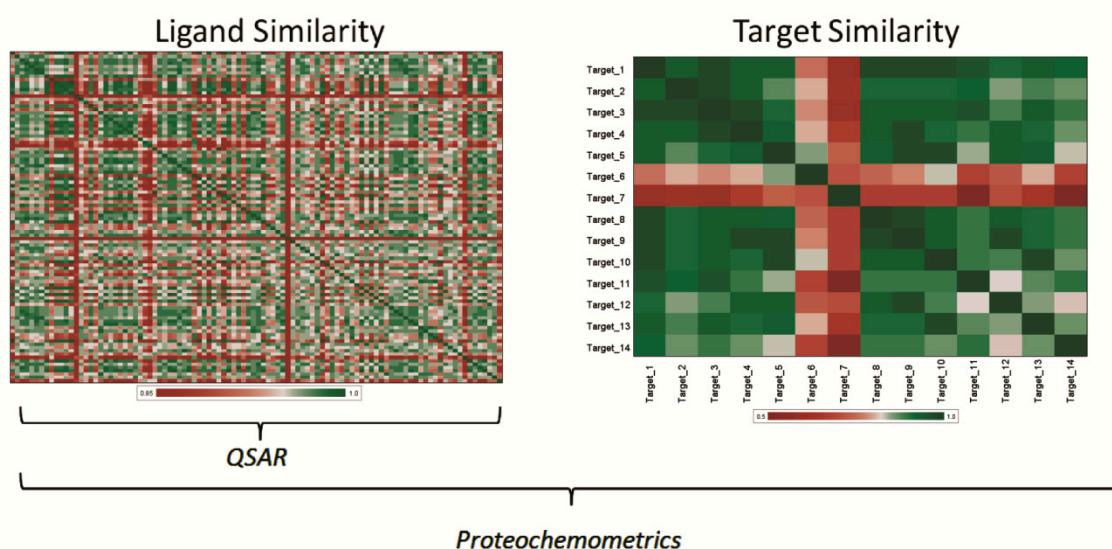 Ligand Similarity
Target Similarity
Target_1
Target_2
Target_3
Target_4
Target_5
Target_6
Target_7
Target_8
Target_9
Target_10
Target_11
Target_12
Target_13
Target_14
Target_1
Target_2
Target_3
Target_4
Target_5
Target_6
Target_7
Target_8
Target_9
Target_10
Target_11
Target_12
Target_13
Target_14
0.85 1.0
0.5 1.0
QSAR
Proteochemometrics